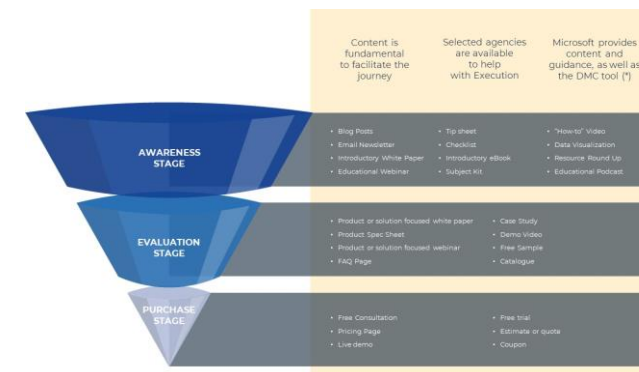 Content is
fundamental
to facilitate the
journey
Selected agencies
are available
to help
with Execution
Microsoft provides
content and
guidance, as well as
the DMC tool (*)
AWARENESS
STAGE
• Blog Posts
• Email Newsletter
• Introductory White Paper
• Educational Webinar
• Tip sheet
• Checklist
• Introductory eBook
• Subject Kit
• "How-to" Video
• Data Visualization
• Resource Round Up
• Educational Podcast
EVALUATION
STAGE
• Product or solution focused white paper
• Product Spec Sheet
• Product or solution focused webinar
• FAQ Page
• Case Study
• Demo Video
• Free Sample
• Catalogue
PURCHASE
STAGE
• Free Consultation
• Pricing Page
• Live demo
• Free trial
• Estimate or quote
• Coupon